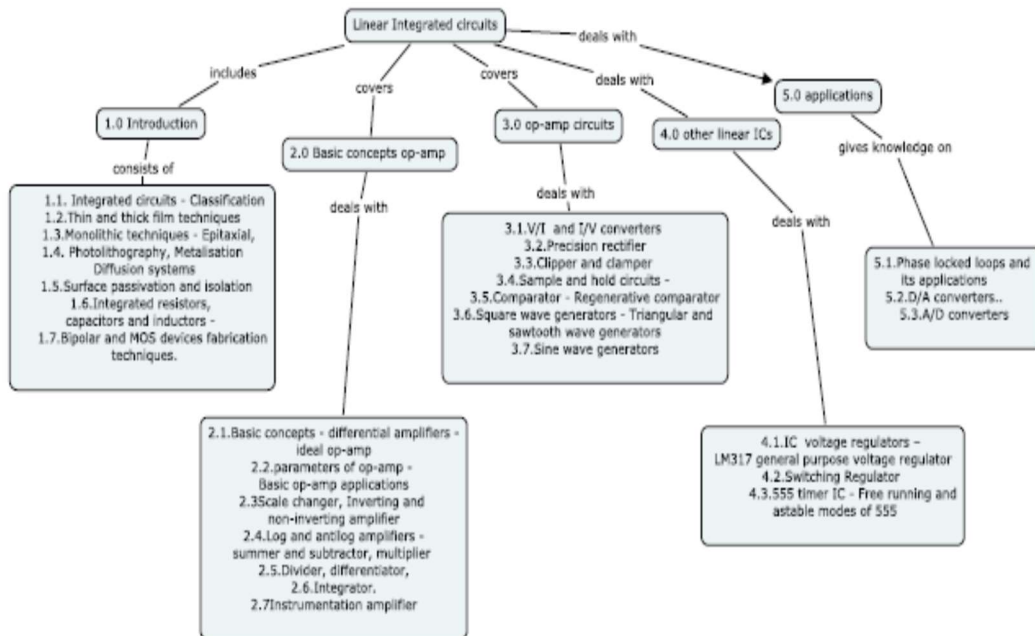 Linear Integrated circuits
deals with
includes
covers
covers
deals with
5.0 applications
1.0 Introduction
3.0 op-amp circuits
4.0 other linear ICs
2.0 Basic concepts op-amp
gives knowledge on
consists of
1.1. Integrated circuits - Classification
1.2.Thin and thick film techniques
1.3.Monolithic techniques - Epitaxial,
1.4. Photolithography, Metalisation
Diffusion systems
1.5.Surface passivation and isolation
1.6.Integrated resistors,
capacitors and inductors -
1.7.Bipolar and MOS devices fabrication
techniques.
deals with
deals with
deals with
3.1.V/I and I/V converters
3.2.Precision rectifier
3.3.Clipper and clamper
3.4.Sample and hold circuits -
3.5.Comparator - Regenerative comparator
3.6.Square wave generators - Triangular and
sawtooth wave generators
3.7.Sine wave generators
5.1.Phase locked loops and
its applications
5.2.D/A converters..
5.3.A/D converters
2.1.Basic concepts - differential amplifiers -
ideal op-amp
2.2.parameters of op-amp -
Basic op-amp applications
2.3Scale changer, Inverting and
non-inverting amplifier
2.4.Log and antilog amplifiers -
summer and subtractor, multiplier
2.5.Divider, differentiator,
2.6.Integrator.
2.7Instrumentation amplifier
4.1.IC voltage regulators –
LM317 general purpose voltage regulator
4.2.Switching Regulator
4.3.555 timer IC - Free running and
astable modes of 555